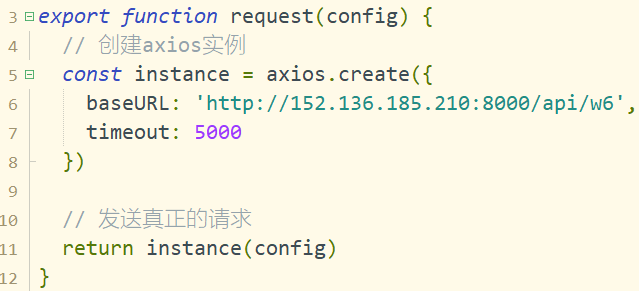 3 export function request(config) {
4 // 创建axios实例
5 const instance = axios.create({
6 baseURL: 'http://152.136.185.210:8000/api/w6',
7 timeout: 5000
8 })
9
10 // 发送真正的请求
11 return instance(config)
12 }